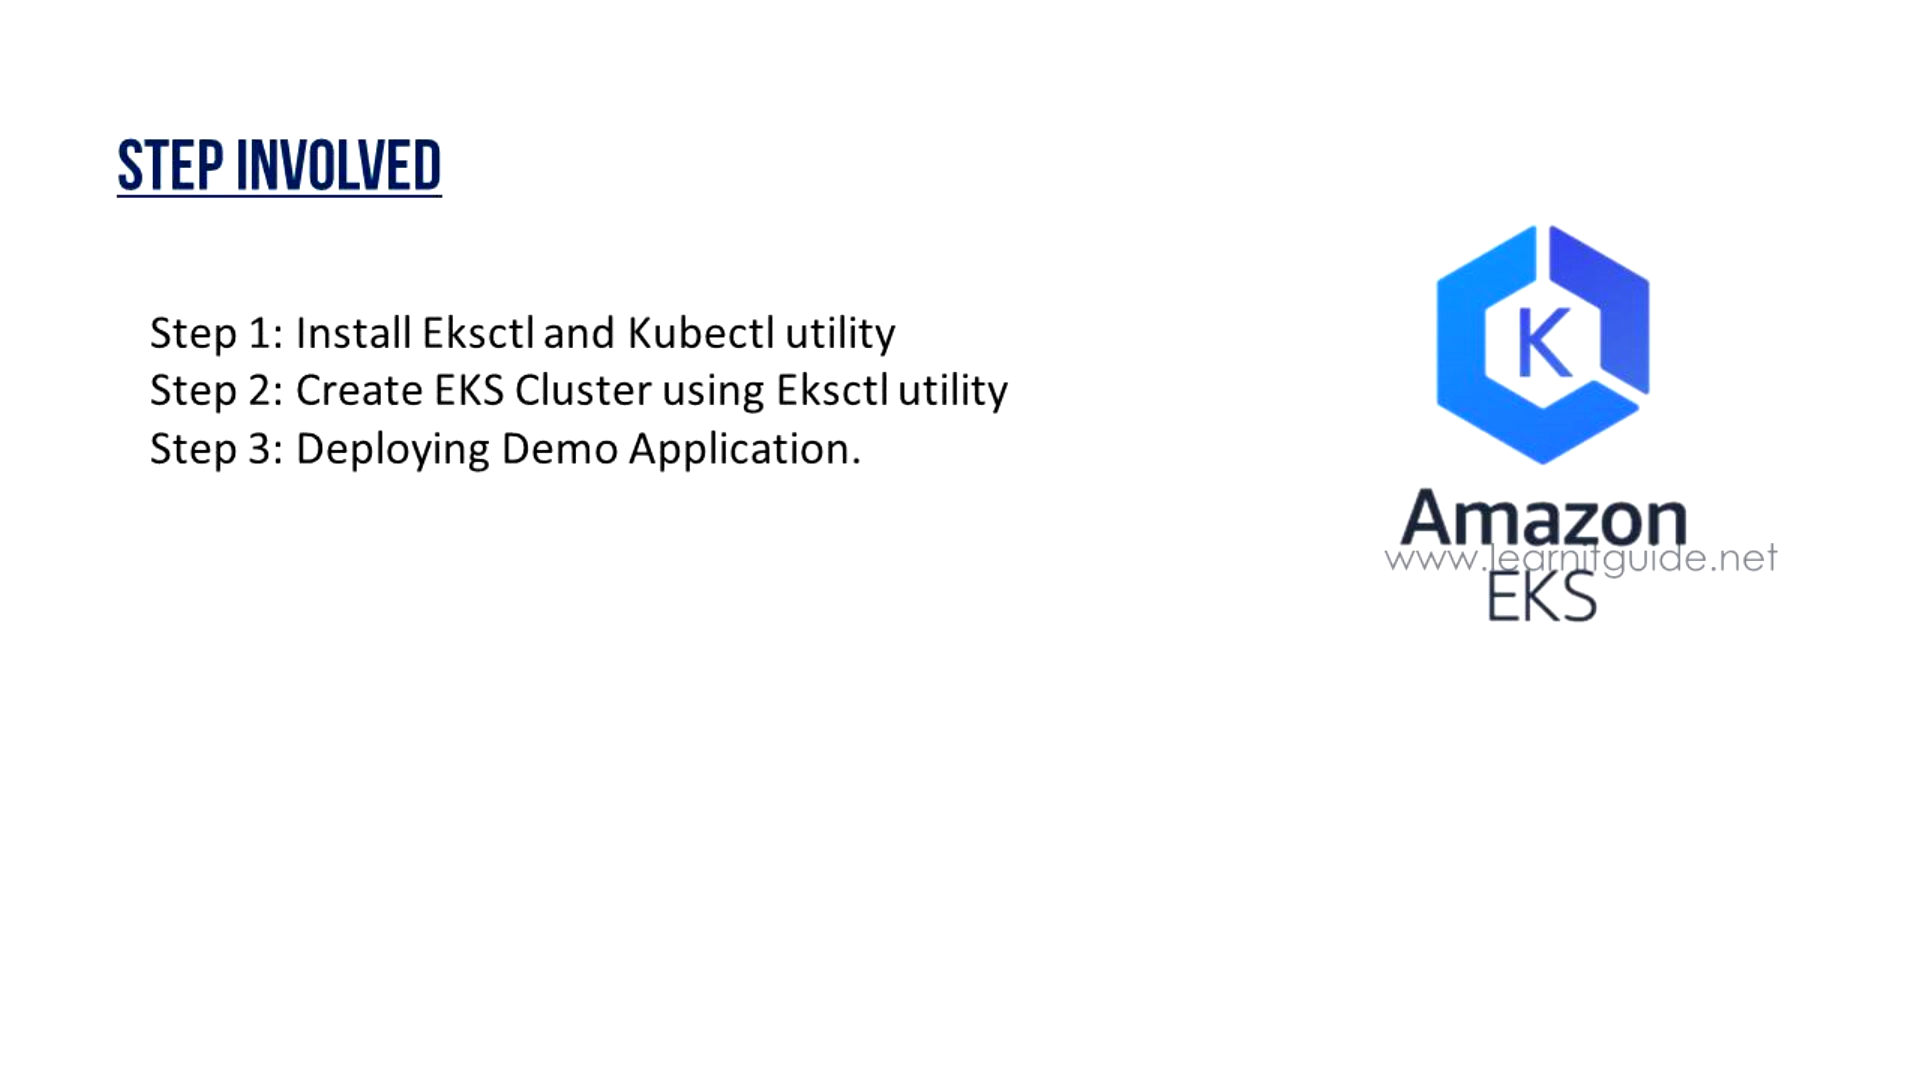 STEP INVOLVED
Step 1: Install Eksctl and Kubectl utility
Step 2: Create EKS Cluster using Eksctl utility
Step 3: Deploying Demo Application.
K
Amazon
www.learnitguide.net
EKS